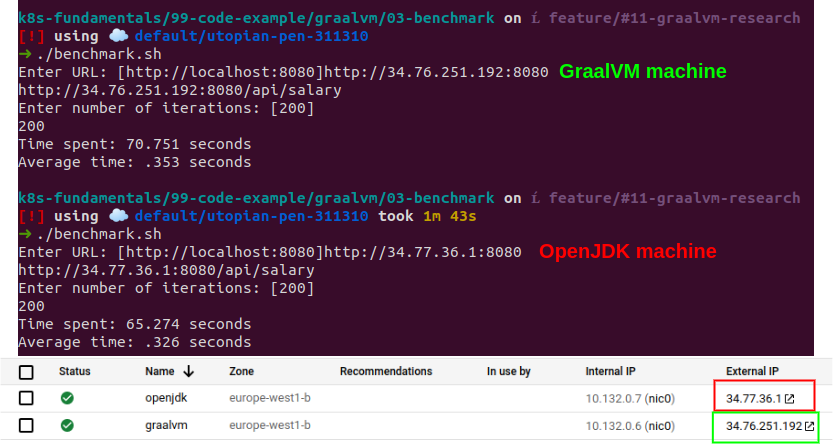 k8s-fundamentals/99-code-example/graalvm/03-benchmark on feature/#11-graalvm-research
[!] using ☁️ default/utopian-pen-311310
➜ ./benchmark.sh
Enter URL: [http://localhost:8080]http://34.76.251.192:8080 GraalVM machine
http://34.76.251.192:8080/api/salary
Enter number of iterations: [200]
200
Time spent: 70.751 seconds
Average time: .353 seconds
k8s-fundamentals/99-code-example/graalvm/03-benchmark on feature/#11-graalvm-research
[!] using ☁️ default/utopian-pen-311310 took 1m 43s
➜ ./benchmark.sh
Enter URL: [http://localhost:8080]http://34.77.36.1:8080 OpenJDK machine
http://34.77.36.1:8080/api/salary
Enter number of iterations: [200]
200
Time spent: 65.274 seconds
Average time: .326 seconds
Status Name ↓ Zone Recommendations In use by Internal IP External IP
openjdk europe-west1-b 10.132.0.7 (nic0) 34.77.36.1
graalvm europe-west1-b 10.132.0.6 (nic0) 34.76.251.192